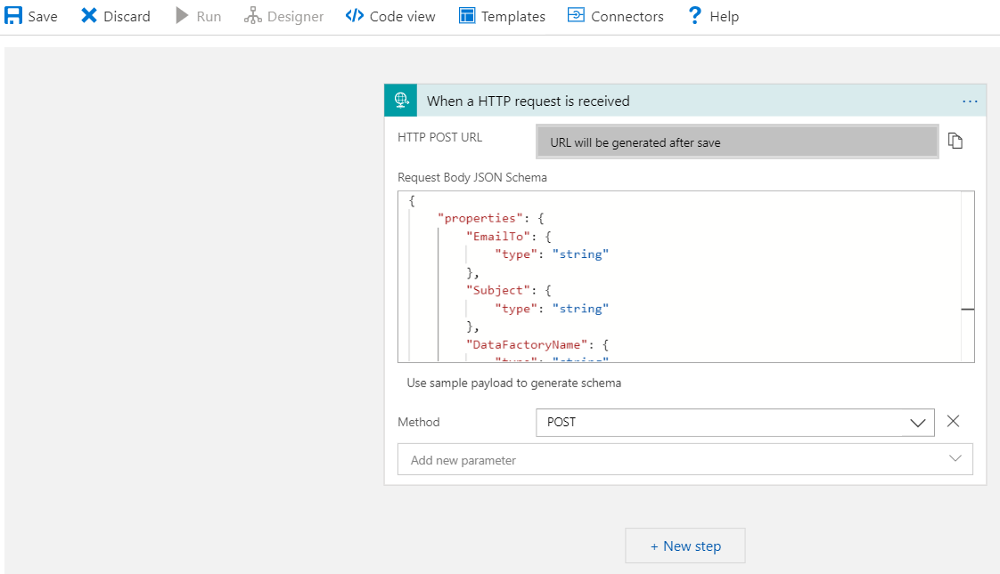 Save Discard Run Designer Code view Templates Connectors ? Help
When a HTTP request is received ...
HTTP POST URL
URL will be generated after save
Request Body JSON Schema
{
"properties": {
"EmailTo": {
"type": "string"
},
"Subject": {
"type": "string"
},
"DataFactoryName": {
"type": "string"
Use sample payload to generate schema
Method
POST
Add new parameter
+ New step